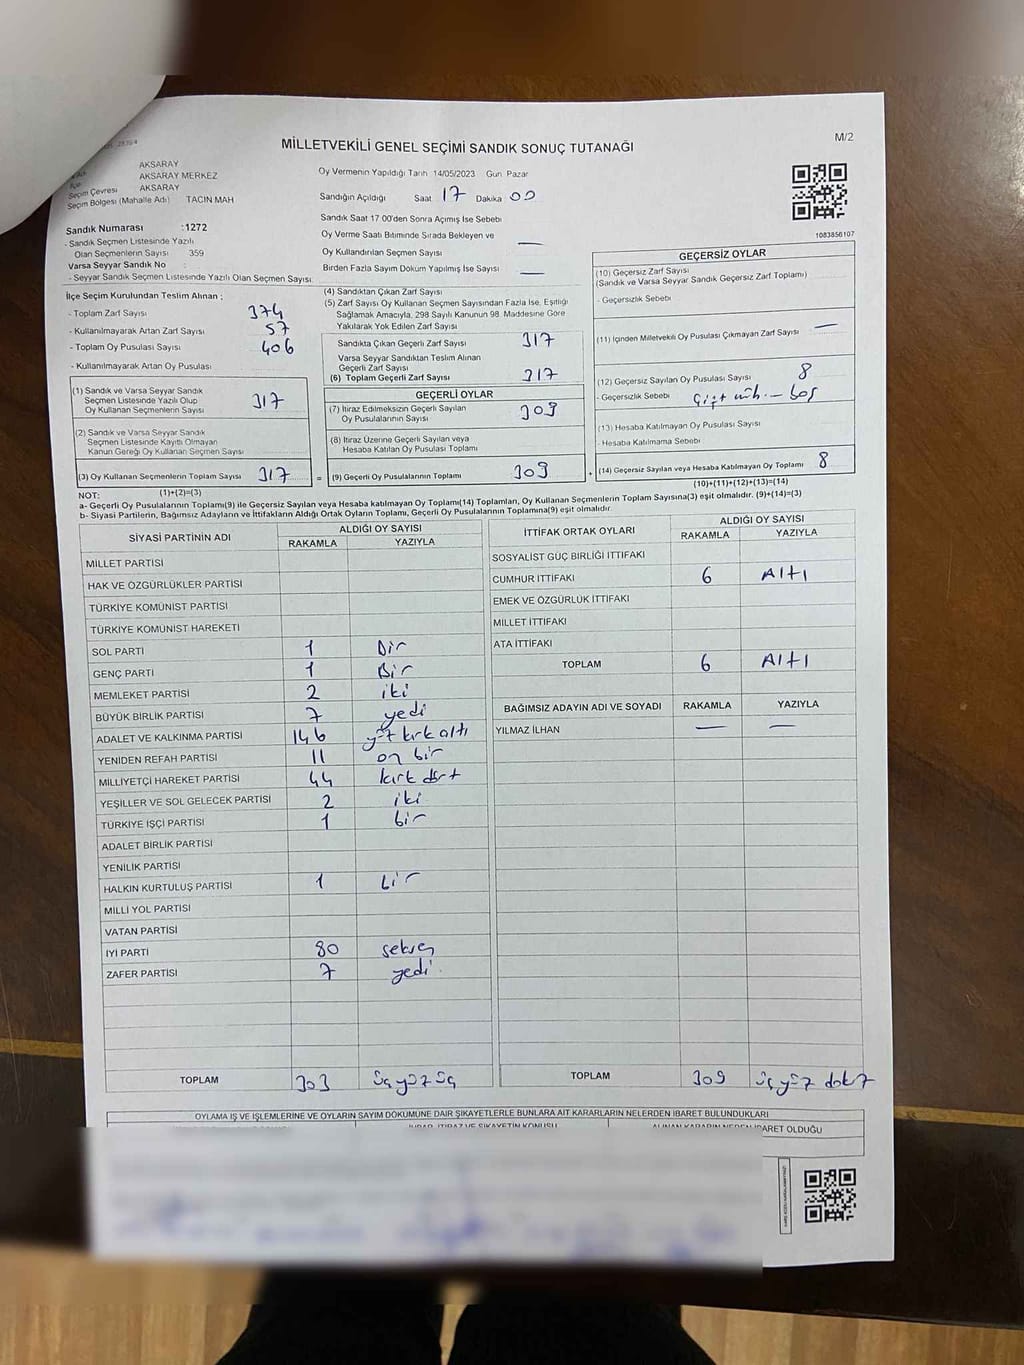 MİLLETVEKİLİ GENEL SEÇİMİ SANDIK SONUÇ TUTANAĞI
M/2
AKSARAY
AKSARAY MERKEZ
Seçim Çevresi AKSARAY
Seçim Bölgesi (Mahalle Adı) TACIN MAH
Sandık Numarası :1272
- Sandık Seçmen Listesinde Yazılı
Olan Seçmenlerin Sayısı 359
Varsa Seyyar Sandık No :
- Seyyar Sandık Seçmen Listesinde Yazılı Olan Seçmen Sayısı:
Oy Vermenin Yapıldığı Tarih 14/05/2023 Gün Pazar
Sandığın Açıldığı Saat 17 Dakika 00
Sandık Saat 17 00'den Sonra Açılmış İse Sebebi
Oy Verme Saati Bitiminde Sırada Bekleyen ve
Oy Kullandırılan Seçmen Sayısı —
Birden Fazla Sayım Döküm Yapılmış İse Sayısı —
1083856107
İlçe Seçim Kurulundan Teslim Alınan :
- Toplam Zarf Sayısı 374
- Kullanılmayarak Artan Zarf Sayısı 57
- Toplam Oy Pusulası Sayısı 406
- Kullanılmayarak Artan Oy Pusulası
(1) Sandık ve Varsa Seyyar Sandık
Seçmen Listesinde Yazılı Olup
Oy Kullanan Seçmenlerin Sayısı 317
(2) Sandık ve Varsa Seyyar Sandık
Seçmen Listesinde Kayıtlı Olmayan
Kanun Gereği Oy Kullanan Seçmen Sayısı
(3) Oy Kullanan Seçmenlerin Toplam Sayısı 317 =
(1)+(2)=(3)
(4) Sandıktan Çıkan Zarf Sayısı
(5) Zarf Sayısı Oy Kullanan Seçmen Sayısından Fazla İse, Eşitliği
Sağlamak Amacıyla, 298 Sayılı Kanunun 98. Maddesine Göre
Yakılarak Yok Edilen Zarf Sayısı
Sandıkta Çıkan Geçerli Zarf Sayısı 317
Varsa Seyyar Sandıktan Teslim Alınan
Geçerli Zarf Sayısı
(6) Toplam Geçerli Zarf Sayısı 317
GEÇERLİ OYLAR
(7) İtiraz Edilmeksizin Geçerli Sayılan
Oy Pusulalarının Sayısı 309
(8) İtiraz Üzerine Geçerli Sayılan veya
Hesaba Katılan Oy Pusulası Toplamı
(9) Geçerli Oy Pusulalarının Toplamı 309 +
GEÇERSİZ OYLAR
(10) Geçersiz Zarf Sayısı
(Sandık ve Varsa Seyyar Sandık Geçersiz Zarf Toplamı)
- Geçersizlik Sebebi
(11) İçinden Milletvekili Oy Pusulası Çıkmayan Zarf Sayısı —
(12) Geçersiz Sayılan Oy Pusulası Sayısı 8
- Geçersizlik Sebebi Çift müh. - boş
(13) Hesaba Katılmayan Oy Pusulası Sayısı
- Hesaba Katılmama Sebebi
(14) Geçersiz Sayılan veya Hesaba Katılmayan Oy Toplamı 8
(10)+(11)+(12)+(13)=(14)
NOT:
a- Geçerli Oy Pusulalarının Toplamı(9) ile Geçersiz Sayılan veya Hesaba katılmayan Oy Toplamı(14) Toplamları, Oy Kullanan Seçmenlerin Toplam Sayısına(3) eşit olmalıdır. (9)+(14)=(3)
b- Siyasi Partilerin, Bağımsız Adayların ve İttifakların Aldığı Ortak Oyların Toplamı, Geçerli Oy Pusulalarının Toplamına(9) eşit olmalıdır.
SİYASİ PARTİNİN ADI ALDIĞI OY SAYISI
RAKAMLA YAZIYLA
MİLLET PARTİSİ
HAK VE ÖZGÜRLÜKLER PARTİSİ
TÜRKİYE KOMÜNİST PARTISI
TÜRKİYE KOMÜNİST HAREKETİ
SOL PARTİ 1 Bir
GENÇ PARTİ 1 Bir
MEMLEKET PARTİSİ 2 iki
BÜYÜK BİRLİK PARTİSİ 7 yedi
ADALET VE KALKINMA PARTİSİ 146 yüz kırk altı
YENİDEN REFAH PARTİSİ 11 on bir
MİLLİYETÇİ HAREKET PARTİSİ 44 kırk dört
YEŞİLLER VE SOL GELECEK PARTİSİ 2 iki
TÜRKİYE İŞÇİ PARTİSİ 1 bir
ADALET BİRLİK PARTİSİ
YENİLİK PARTİSİ
HALKIN KURTULUŞ PARTİSİ 1 bir
MİLLİ YOL PARTİSİ
VATAN PARTİSİ
İYİ PARTİ 80 seksen
ZAFER PARTİSİ 7 yedi
TOPLAM 303 üç yüz üç
İTTİFAK ORTAK OYLARI ALDIĞI OY SAYISI
RAKAMLA YAZIYLA
SOSYALİST GÜÇ BİRLİĞİ İTTİFAKI
CUMHUR İTTİFAKI 6 Altı
EMEK VE ÖZGÜRLÜK İTTİFAKI
MİLLET İTTİFAKI
ATA İTTİFAKI
TOPLAM 6 Altı
BAĞIMSIZ ADAYIN ADI VE SOYADI RAKAMLA YAZIYLA
YILMAZ İLHAN — —
TOPLAM 309 üç yüz dokuz
OYLAMA İŞ VE İŞLEMLERİNE VE OYLARIN SAYIM DÖKÜMÜNE DAİR ŞİKAYETLERLE BUNLARA AİT KARARLARIN NELERDEN İBARET BULUNDUKLARI